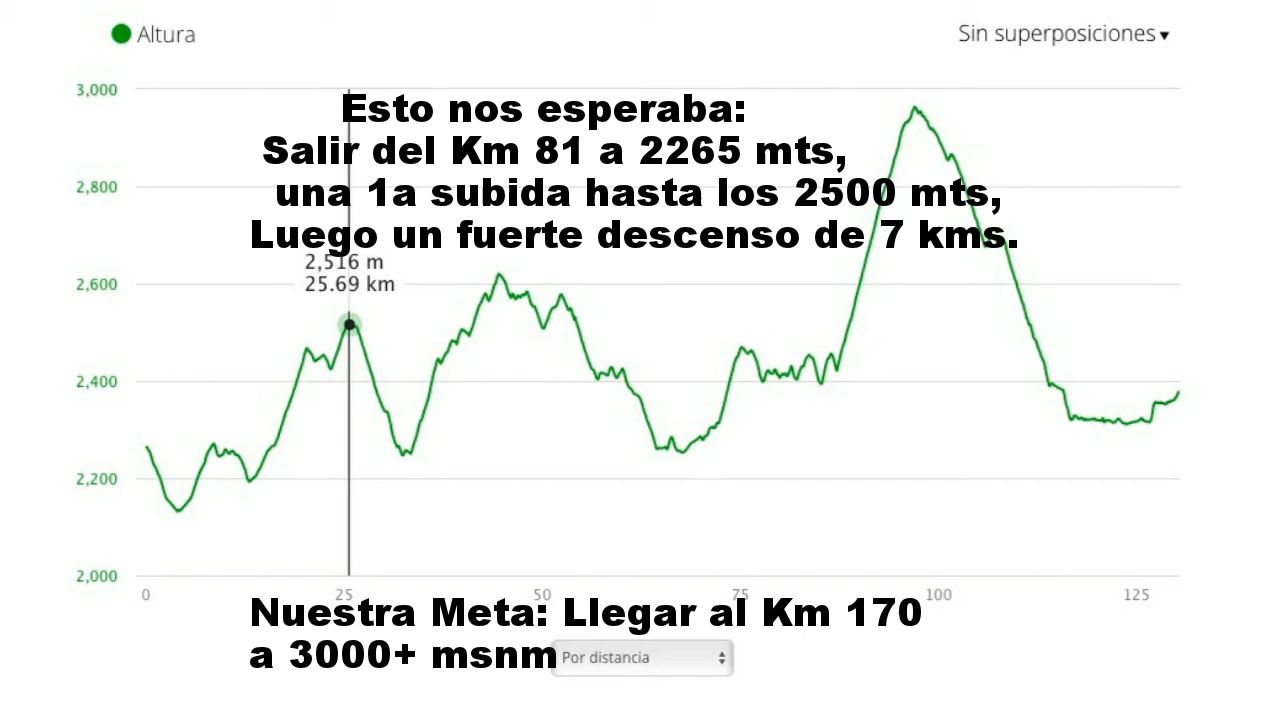 Altura
Sin superposiciones ▾
3,000
Esto nos esperaba:
Salir del Km 81 a 2265 mts,
2,800
una 1a subida hasta los 2500 mts,
Luego un fuerte descenso de 7 kms.
2,516 m
2,600
25.69 km
2,400
2,200
2,000
0 25 50 75 100 125
Nuestra Meta: Llegar al Km 170
a 3000+ msnm
Por distancia